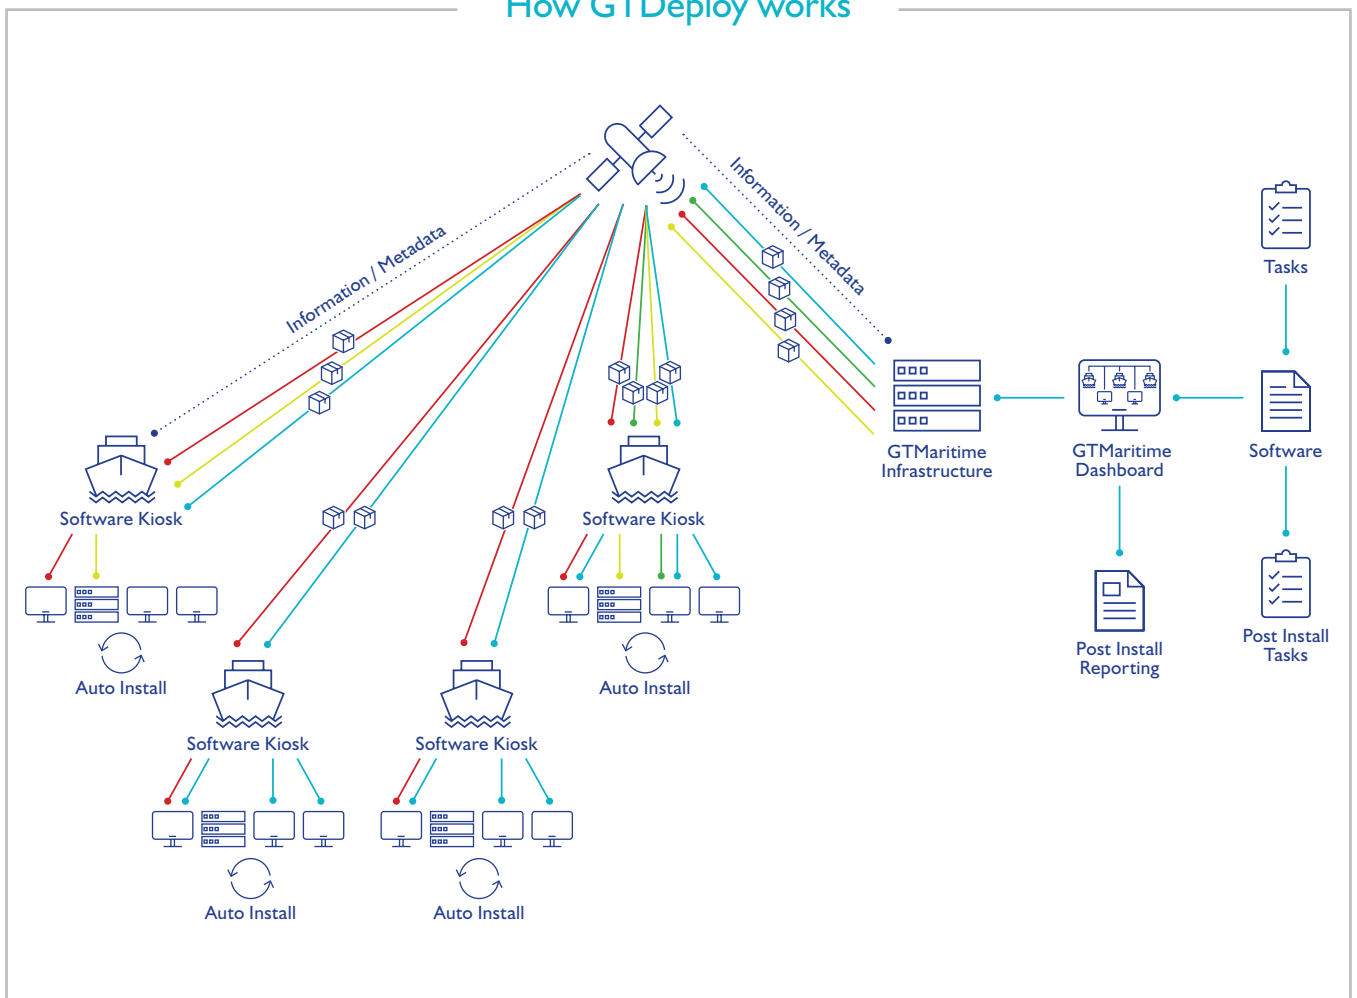 How GTDeploy works
Information / Metadata
Information / Metadata
Tasks
GTMaritime
Infrastructure
GTMaritime
Dashboard
Software
Software Kiosk
Software Kiosk
Post Install
Reporting
Post Install
Tasks
Auto Install
Auto Install
Software Kiosk
Software Kiosk
Auto Install
Auto Install